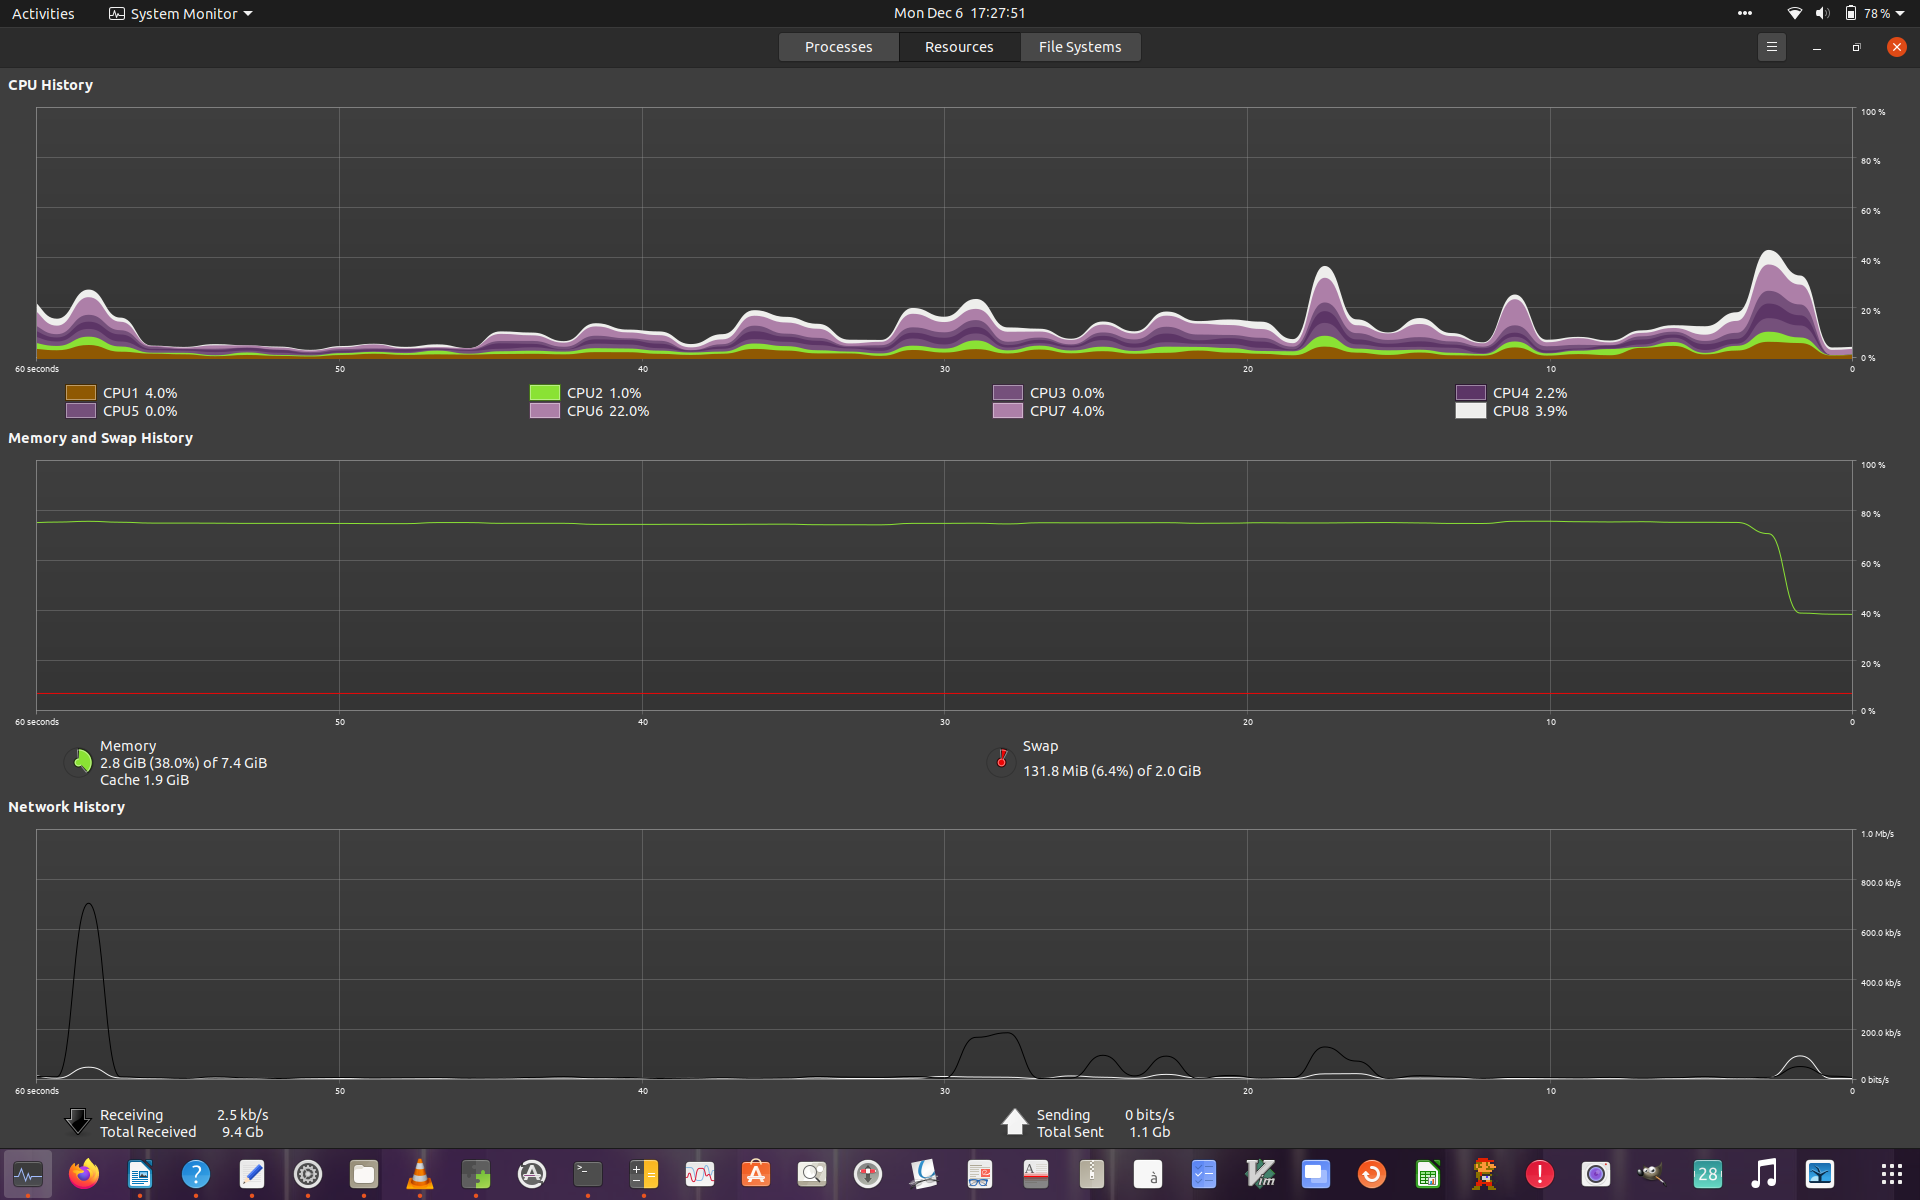 Activities System Monitor Mon Dec 6 17:27:51 78 %
Processes Resources File Systems
CPU History
100 %
80 %
60 %
40 %
20 %
0 %
60 seconds 50 40 30 20 10 0
CPU1 4.0% CPU2 1.0% CPU3 0.0% CPU4 2.2%
CPU5 0.0% CPU6 22.0% CPU7 4.0% CPU8 3.9%
Memory and Swap History
100 %
80 %
60 %
40 %
20 %
0 %
60 seconds 50 40 30 20 10 0
Memory
2.8 GiB (38.0%) of 7.4 GiB
Cache 1.9 GiB
Swap
131.8 MiB (6.4%) of 2.0 GiB
Network History
1.0 Mb/s
800.0 kb/s
600.0 kb/s
400.0 kb/s
200.0 kb/s
0 bits/s
60 seconds 50 40 30 20 10 0
Receiving 2.5 kb/s
Total Received 9.4 Gb
Sending 0 bits/s
Total Sent 1.1 Gb
? >_ A à Vim ! 28